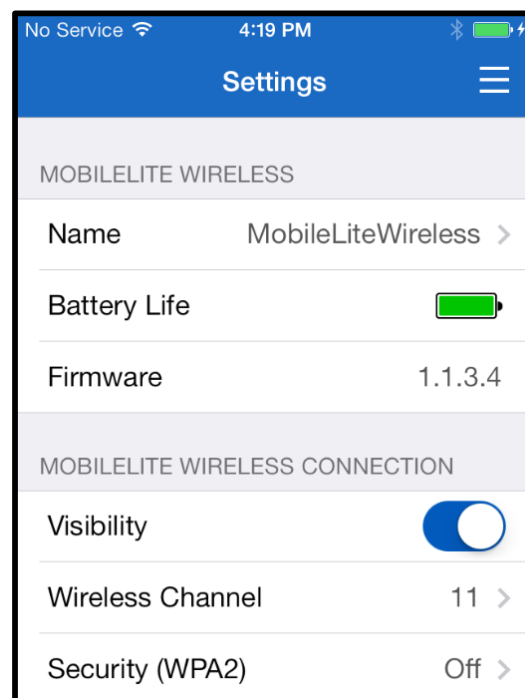 No Service 4:19 PM
Settings
MOBILELITE WIRELESS
Name MobileLiteWireless
Battery Life
Firmware 1.1.3.4
MOBILELITE WIRELESS CONNECTION
Visibility
Wireless Channel 11
Security (WPA2) Off